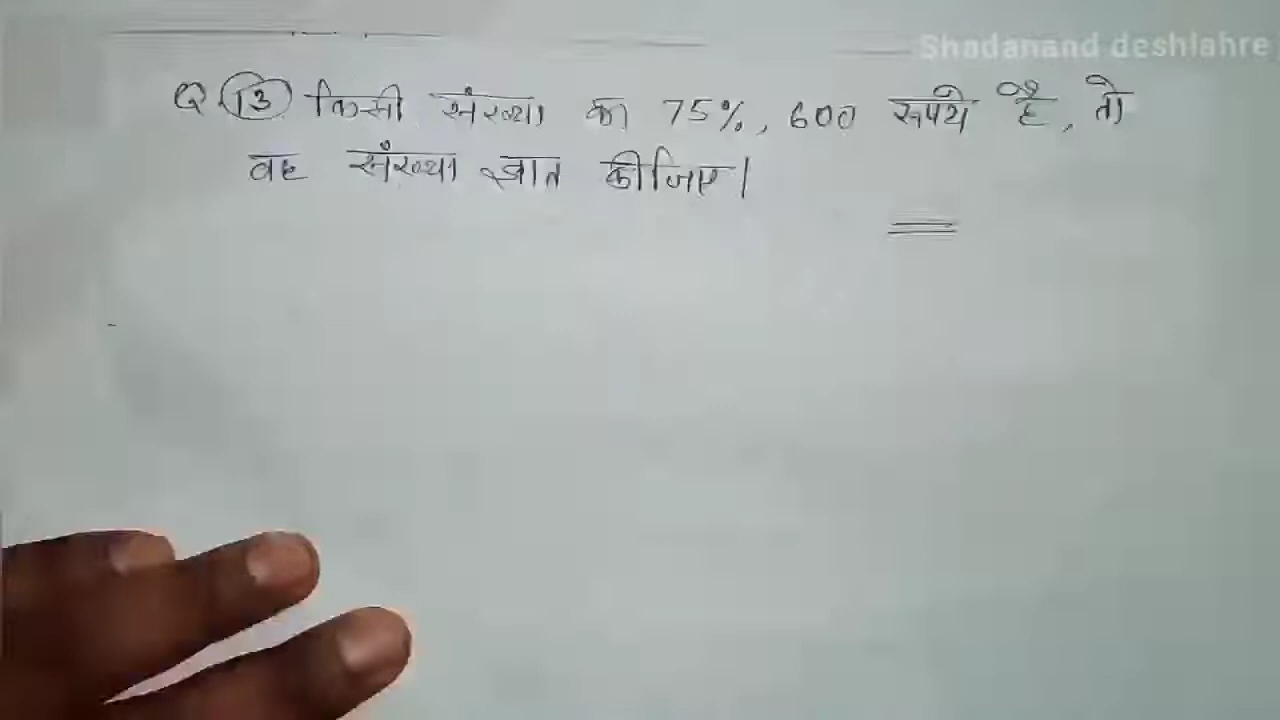 Shadanand deshlahre
Q 13 किसी संख्या का 75%, 600 रूपये है, तो
वह संख्या ज्ञात कीजिए।